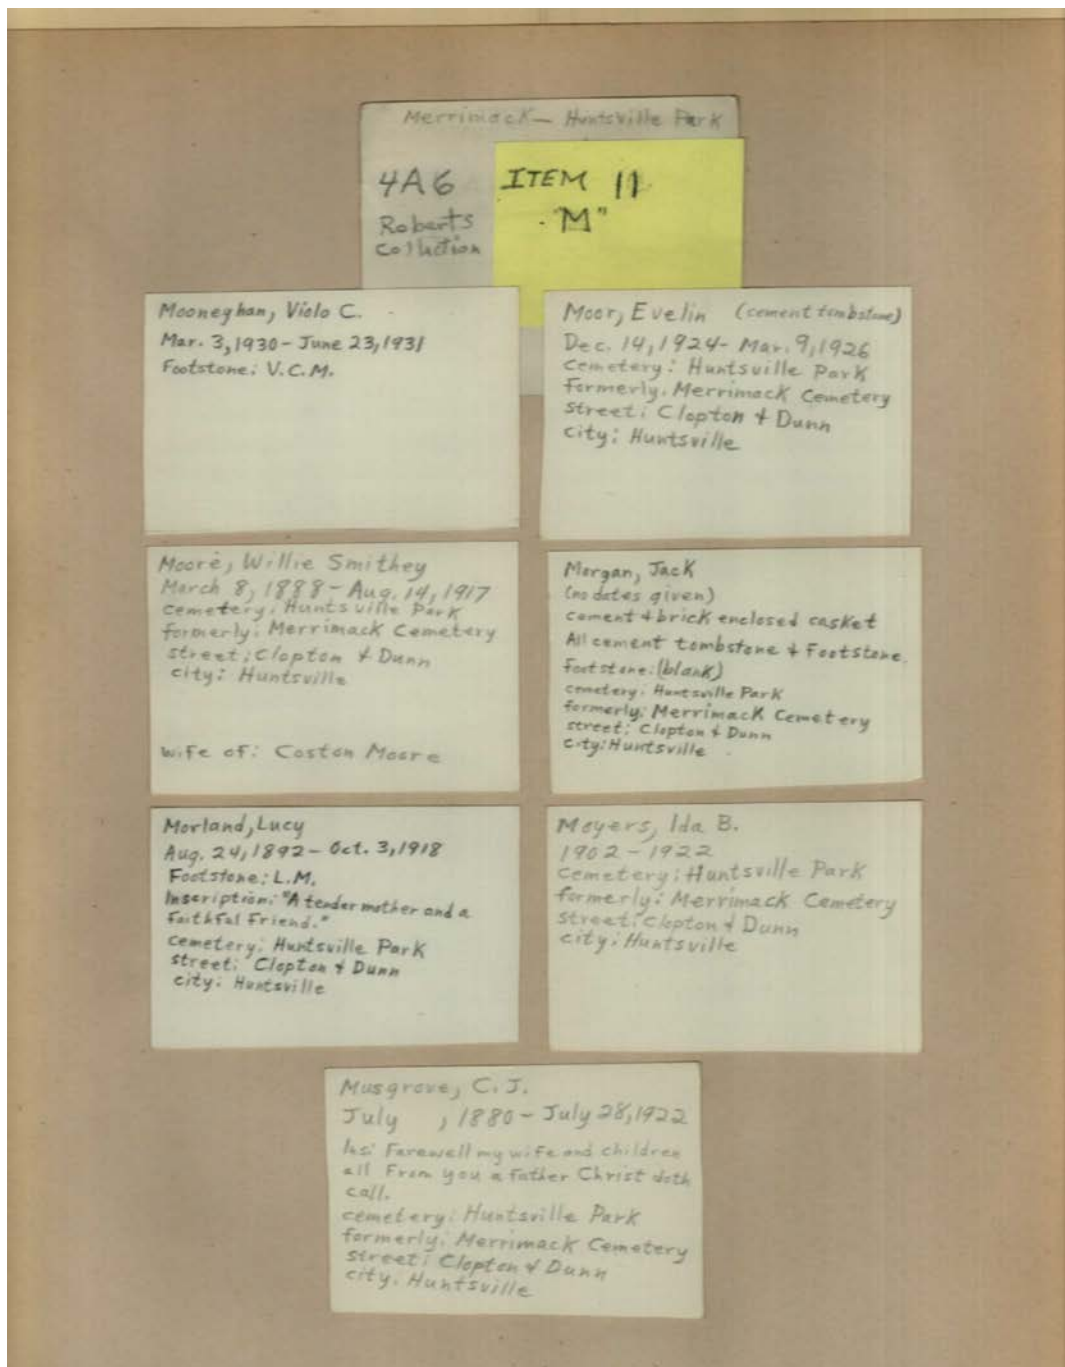 Merrimack - Huntsville Park
4A6
Roberts
Collection
ITEM 11
"M"
Mooneghan, Violo C.
Mar. 3, 1930 - June 23, 1931
Footstone: V.C.M.
Moor, Evelin (cement tombstone)
Dec. 14, 1924 - Mar. 9, 1926
cemetery: Huntsville Park
formerly: Merrimack Cemetery
street: Clopton & Dunn
city: Huntsville
Moore, Willie Smithey
March 8, 1888 - Aug. 14, 1917
cemetery: Huntsville Park
formerly: Merrimack Cemetery
street: Clopton & Dunn
city: Huntsville
wife of: Coston Moore
Morgan, Jack
(no dates given)
cement & brick enclosed casket
All cement tombstone & Footstone.
Footstone: (blank)
cemetery: Huntsville Park
formerly: Merrimack Cemetery
street: Clopton & Dunn
city: Huntsville
Morland, Lucy
Aug. 24, 1892 - Oct. 3, 1918
Footstone: L.M.
Inscription: "A tender mother and a
faithful Friend."
cemetery: Huntsville Park
street: Clopton & Dunn
city: Huntsville
Moyers, Ida B.
1902 - 1922
cemetery: Huntsville Park
formerly: Merrimack Cemetery
street: Clopton & Dunn
city: Huntsville
Musgrove, C. J.
July , 1880 - July 28, 1922
Ins: Farewell my wife and children
all From you a father Christ doth
call.
cemetery: Huntsville Park
formerly: Merrimack Cemetery
street: Clopton & Dunn
city: Huntsville